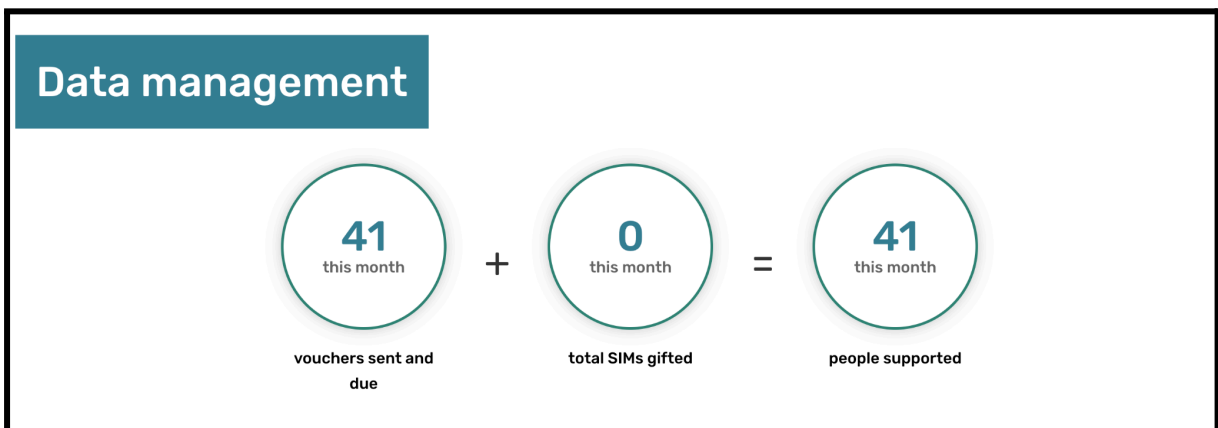 Data management
41
this month
+
0
this month
=
41
this month
vouchers sent and
due
total SIMs gifted
people supported